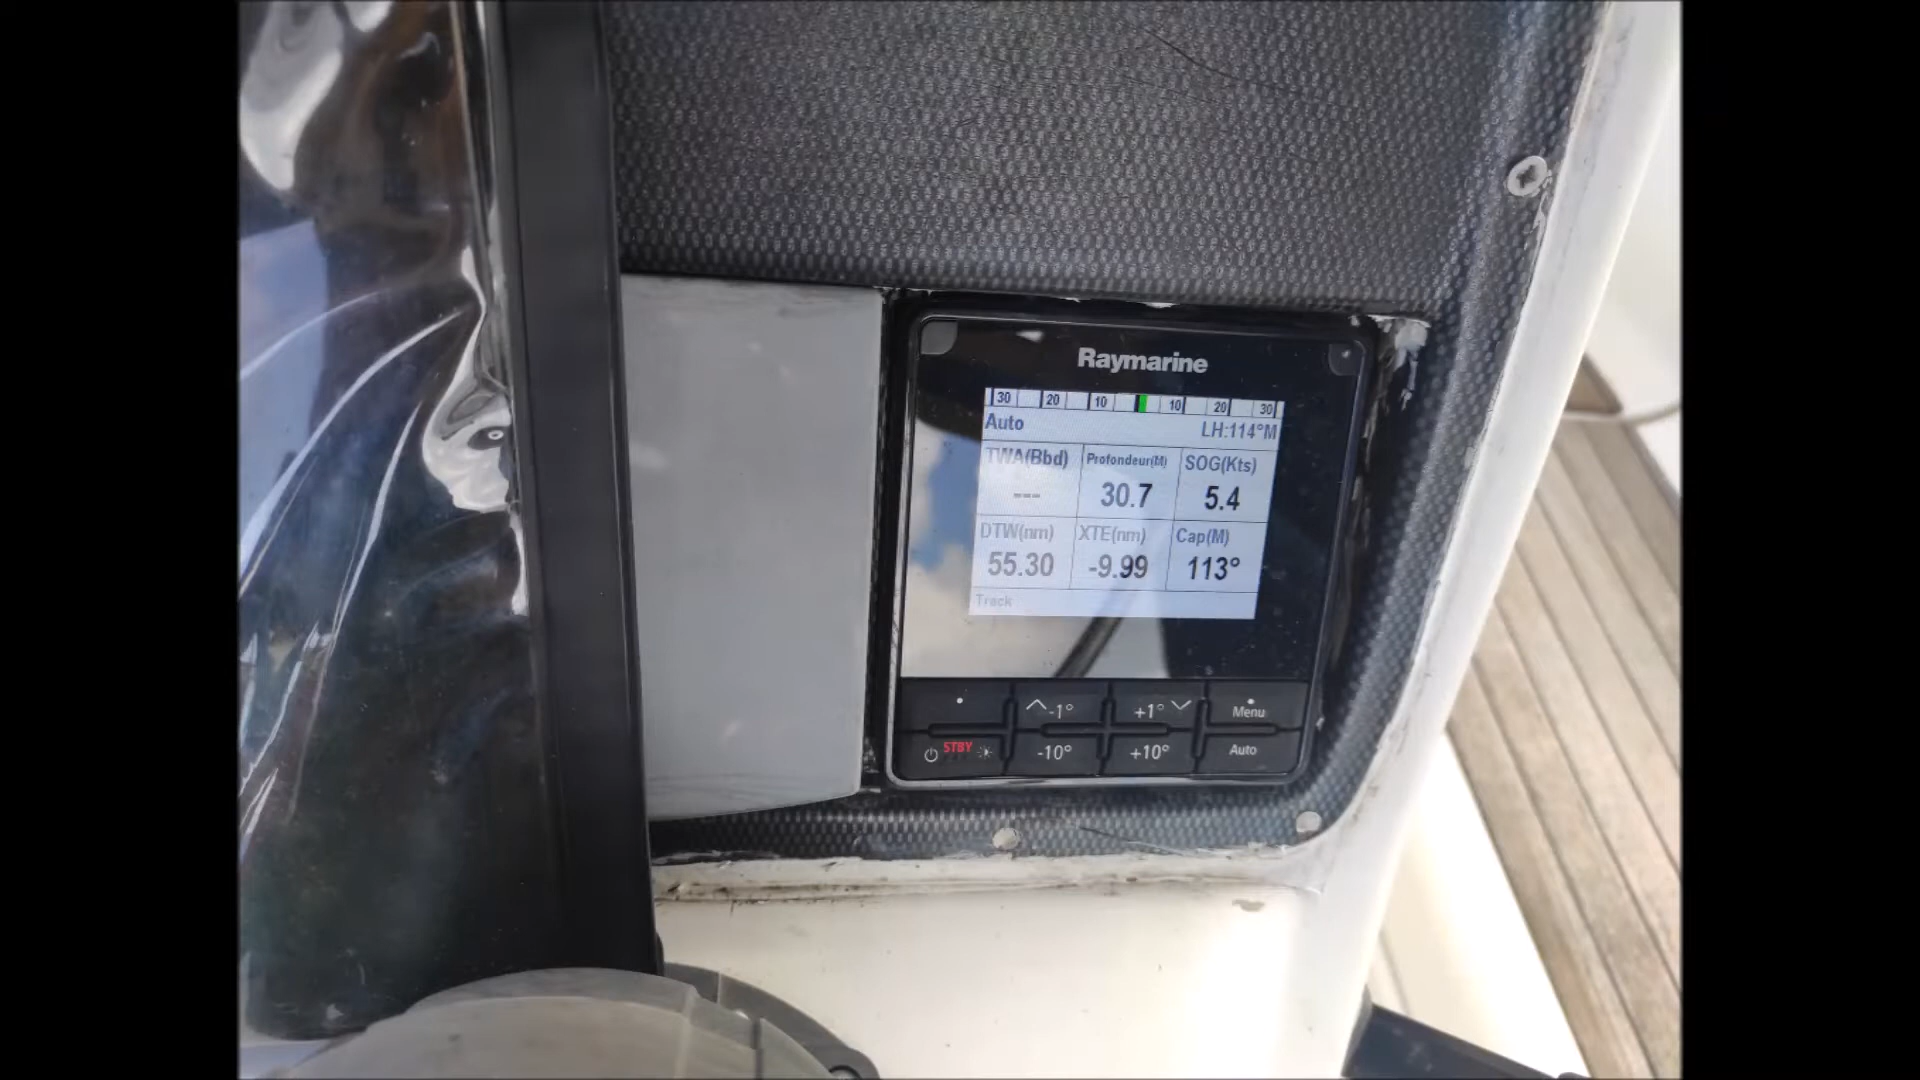 Raymarine
30 20 10 10 20 30
Auto LH:114°M
TWA(Bbd) Profondeur(M) SOG(Kts)
--- 30.7 5.4
DTW(nm) XTE(nm) Cap(M)
55.30 -9.99 113°
Track
-1° +1° Menu
STBY -10° +10° Auto